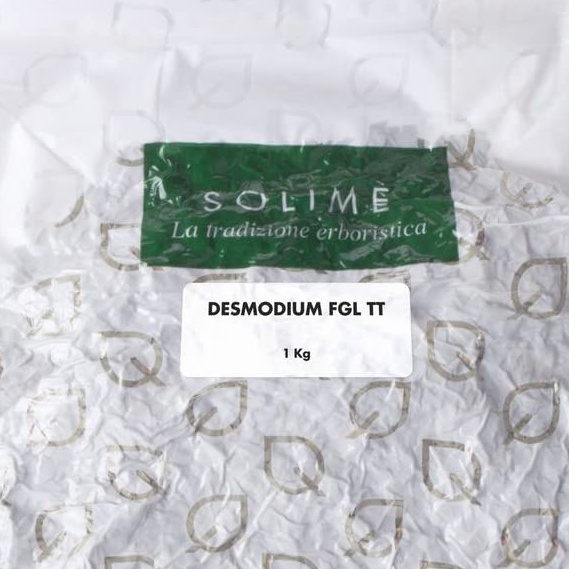 SOLIMÈ
La tradizione erboristica
DESMODIUM FGL TT
1 Kg